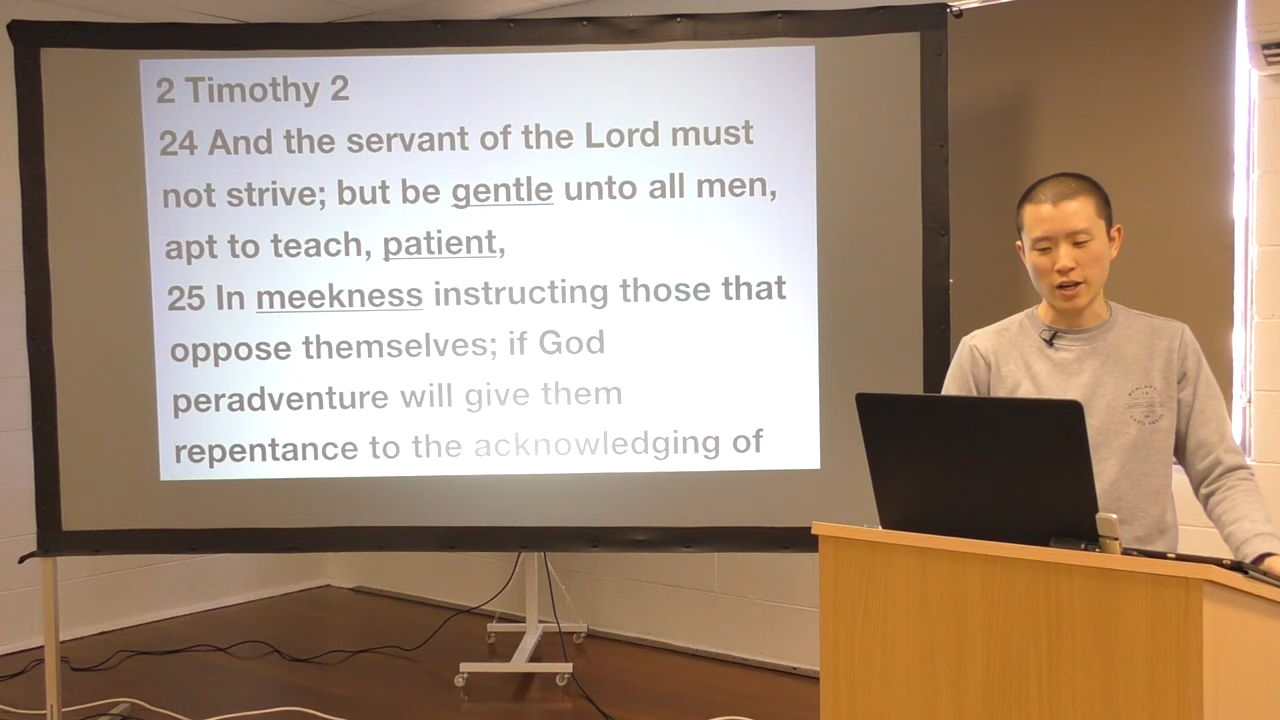 2 Timothy 2
24 And the servant of the Lord must
not strive; but be gentle unto all men,
apt to teach, patient,
25 In meekness instructing those that
oppose themselves; if God
peradventure will give them
repentance to the acknowledging of